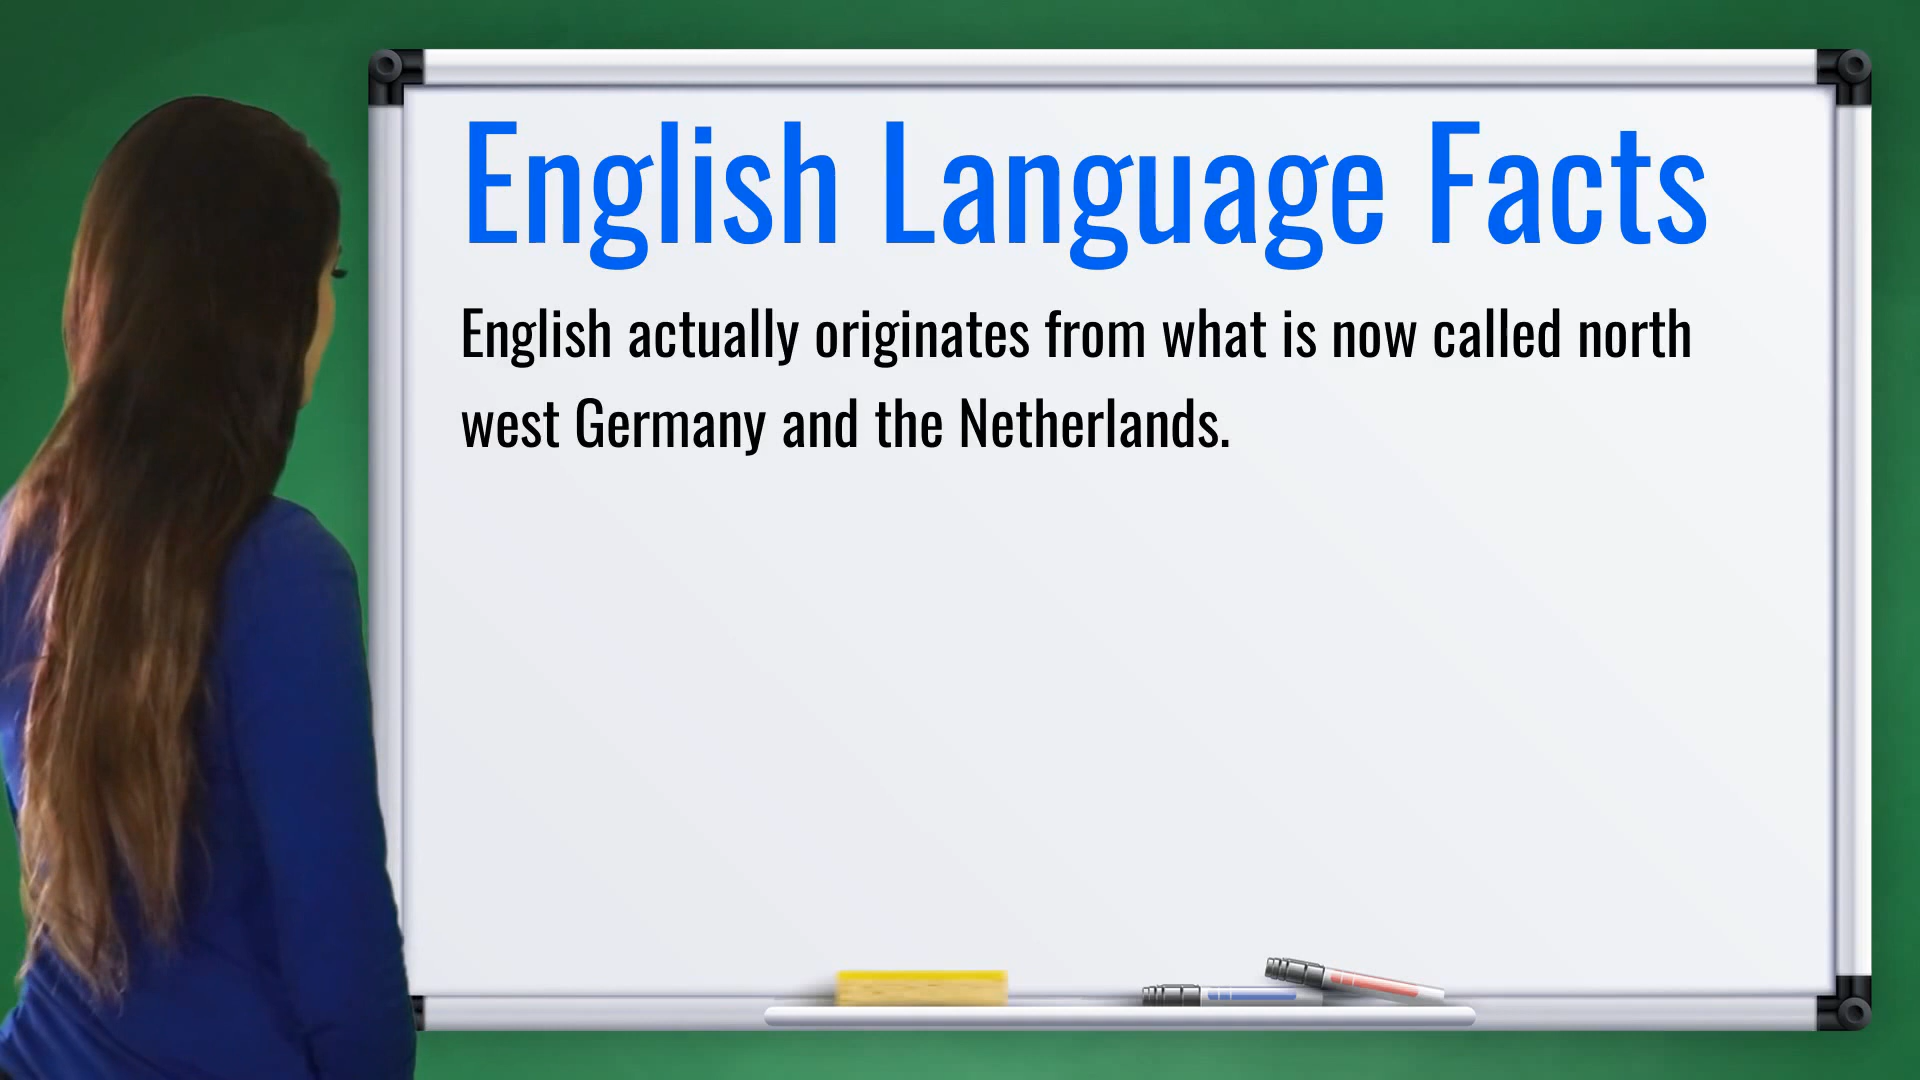 English Language Facts
English actually originates from what is now called north
west Germany and the Netherlands.